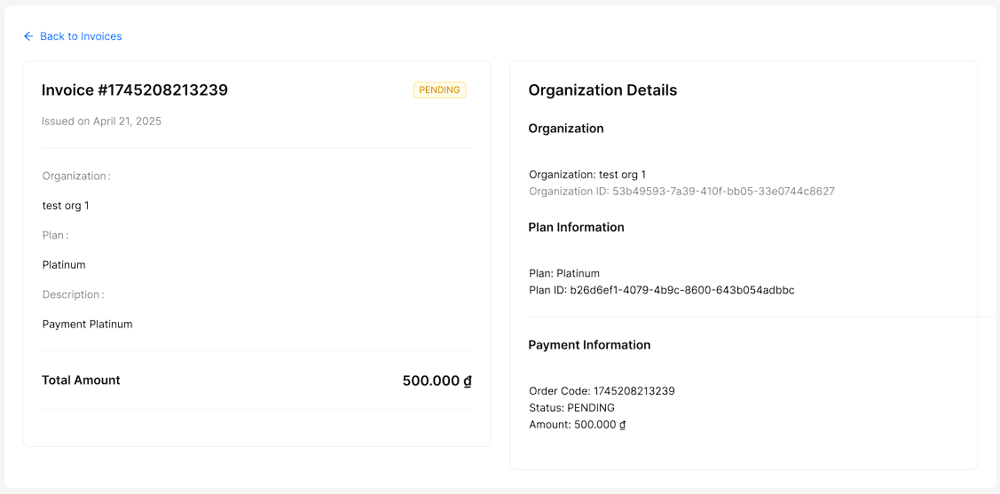 Back to Invoices
Invoice #1745208213239
PENDING
Issued on April 21, 2025
Organization:
test org 1
Plan:
Platinum
Description:
Payment Platinum
Total Amount
500.000 ₫
Organization Details
Organization
Organization: test org 1
Organization ID: 53b49593-7a39-410f-bb05-33e0744c8627
Plan Information
Plan: Platinum
Plan ID: b26d6ef1-4079-4b9c-8600-643b054adbbc
Payment Information
Order Code: 1745208213239
Status: PENDING
Amount: 500.000 ₫